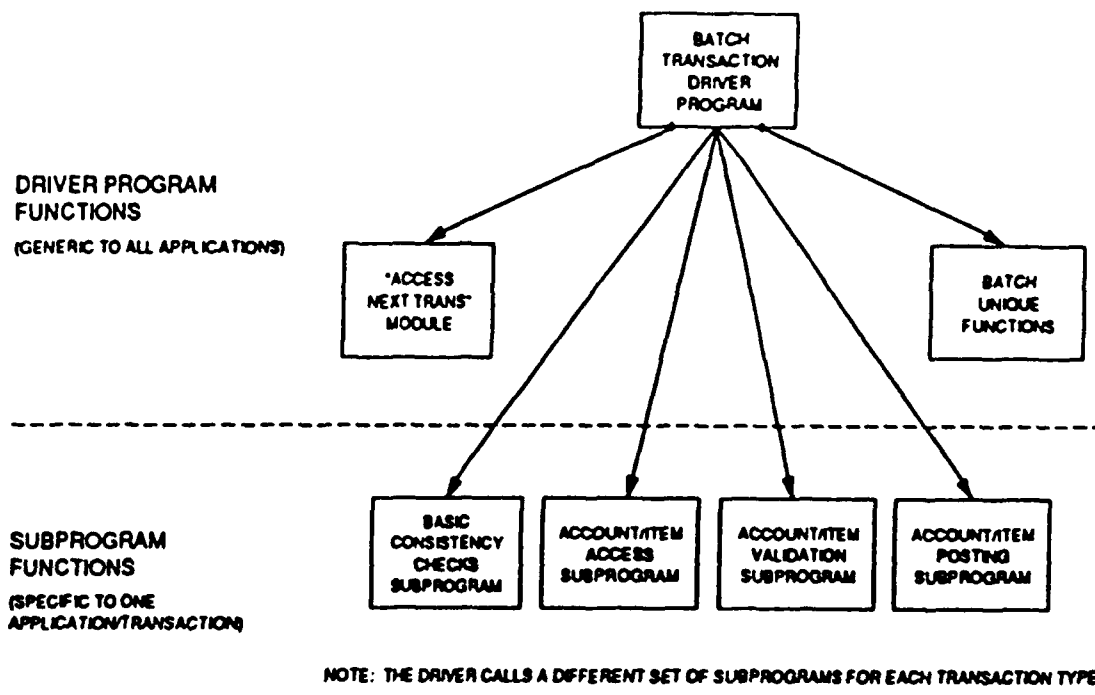 BATCH
TRANSACTION
DRIVER
PROGRAM
DRIVER PROGRAM
FUNCTIONS
(GENERIC TO ALL APPLICATIONS)
"ACCESS
NEXT TRANS"
MODULE
BATCH
UNIQUE
FUNCTIONS
SUBPROGRAM
FUNCTIONS
(SPECIFIC TO ONE
APPLICATION/TRANSACTION)
BASIC
CONSISTENCY
CHECKS
SUBPROGRAM
ACCOUNT/ITEM
ACCESS
SUBPROGRAM
ACCOUNT/ITEM
VALIDATION
SUBPROGRAM
ACCOUNT/ITEM
POSTING
SUBPROGRAM
NOTE: THE DRIVER CALLS A DIFFERENT SET OF SUBPROGRAMS FOR EACH TRANSACTION TYPE